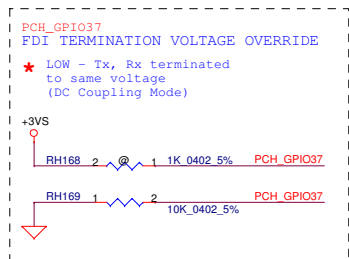 PCH_GPIO37
FDI TERMINATION VOLTAGE OVERRIDE
* LOW - Tx, Rx terminated
to same voltage
(DC Coupling Mode)
+3VS
RH168 2 @ 1 1K_0402_5% PCH_GPIO37
RH169 1 2 PCH_GPIO37
10K_0402_5%